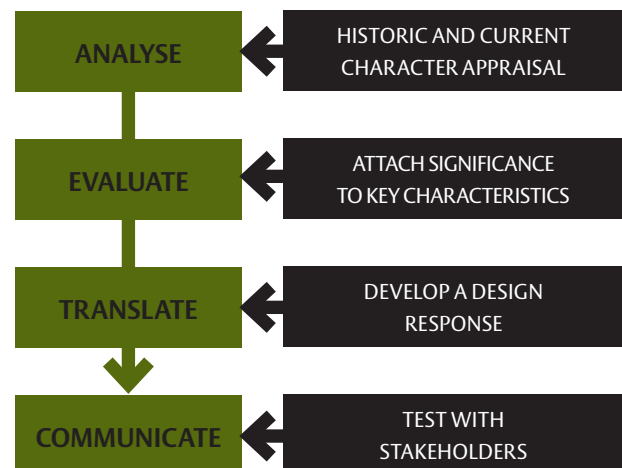 ANALYSE
HISTORIC AND CURRENT
CHARACTER APPRAISAL
EVALUATE
ATTACH SIGNIFICANCE
TO KEY CHARACTERISTICS
TRANSLATE
DEVELOP A DESIGN
RESPONSE
COMMUNICATE
TEST WITH
STAKEHOLDERS